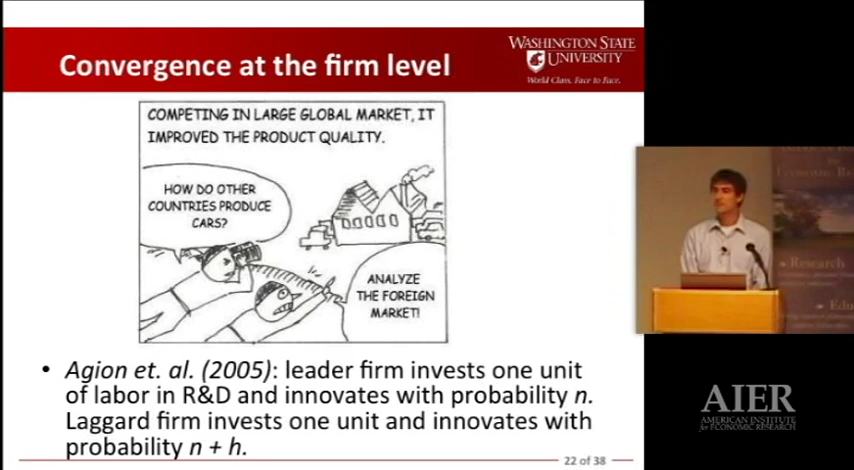 Convergence at the firm level
WASHINGTON STATE
UNIVERSITY
World Class. Face to Face.
COMPETING IN LARGE GLOBAL MARKET, IT
IMPROVED THE PRODUCT QUALITY.
HOW DO OTHER
COUNTRIES PRODUCE
CARS?
ANALYZE
THE FOREIGN
MARKET!
• Agion et. al. (2005): leader firm invests one unit
of labor in R&D and innovates with probability n.
Laggard firm invests one unit and innovates with
probability n + h.
22 of 38
Research
AIER
AMERICAN INSTITUTE
for ECONOMIC RESEARCH